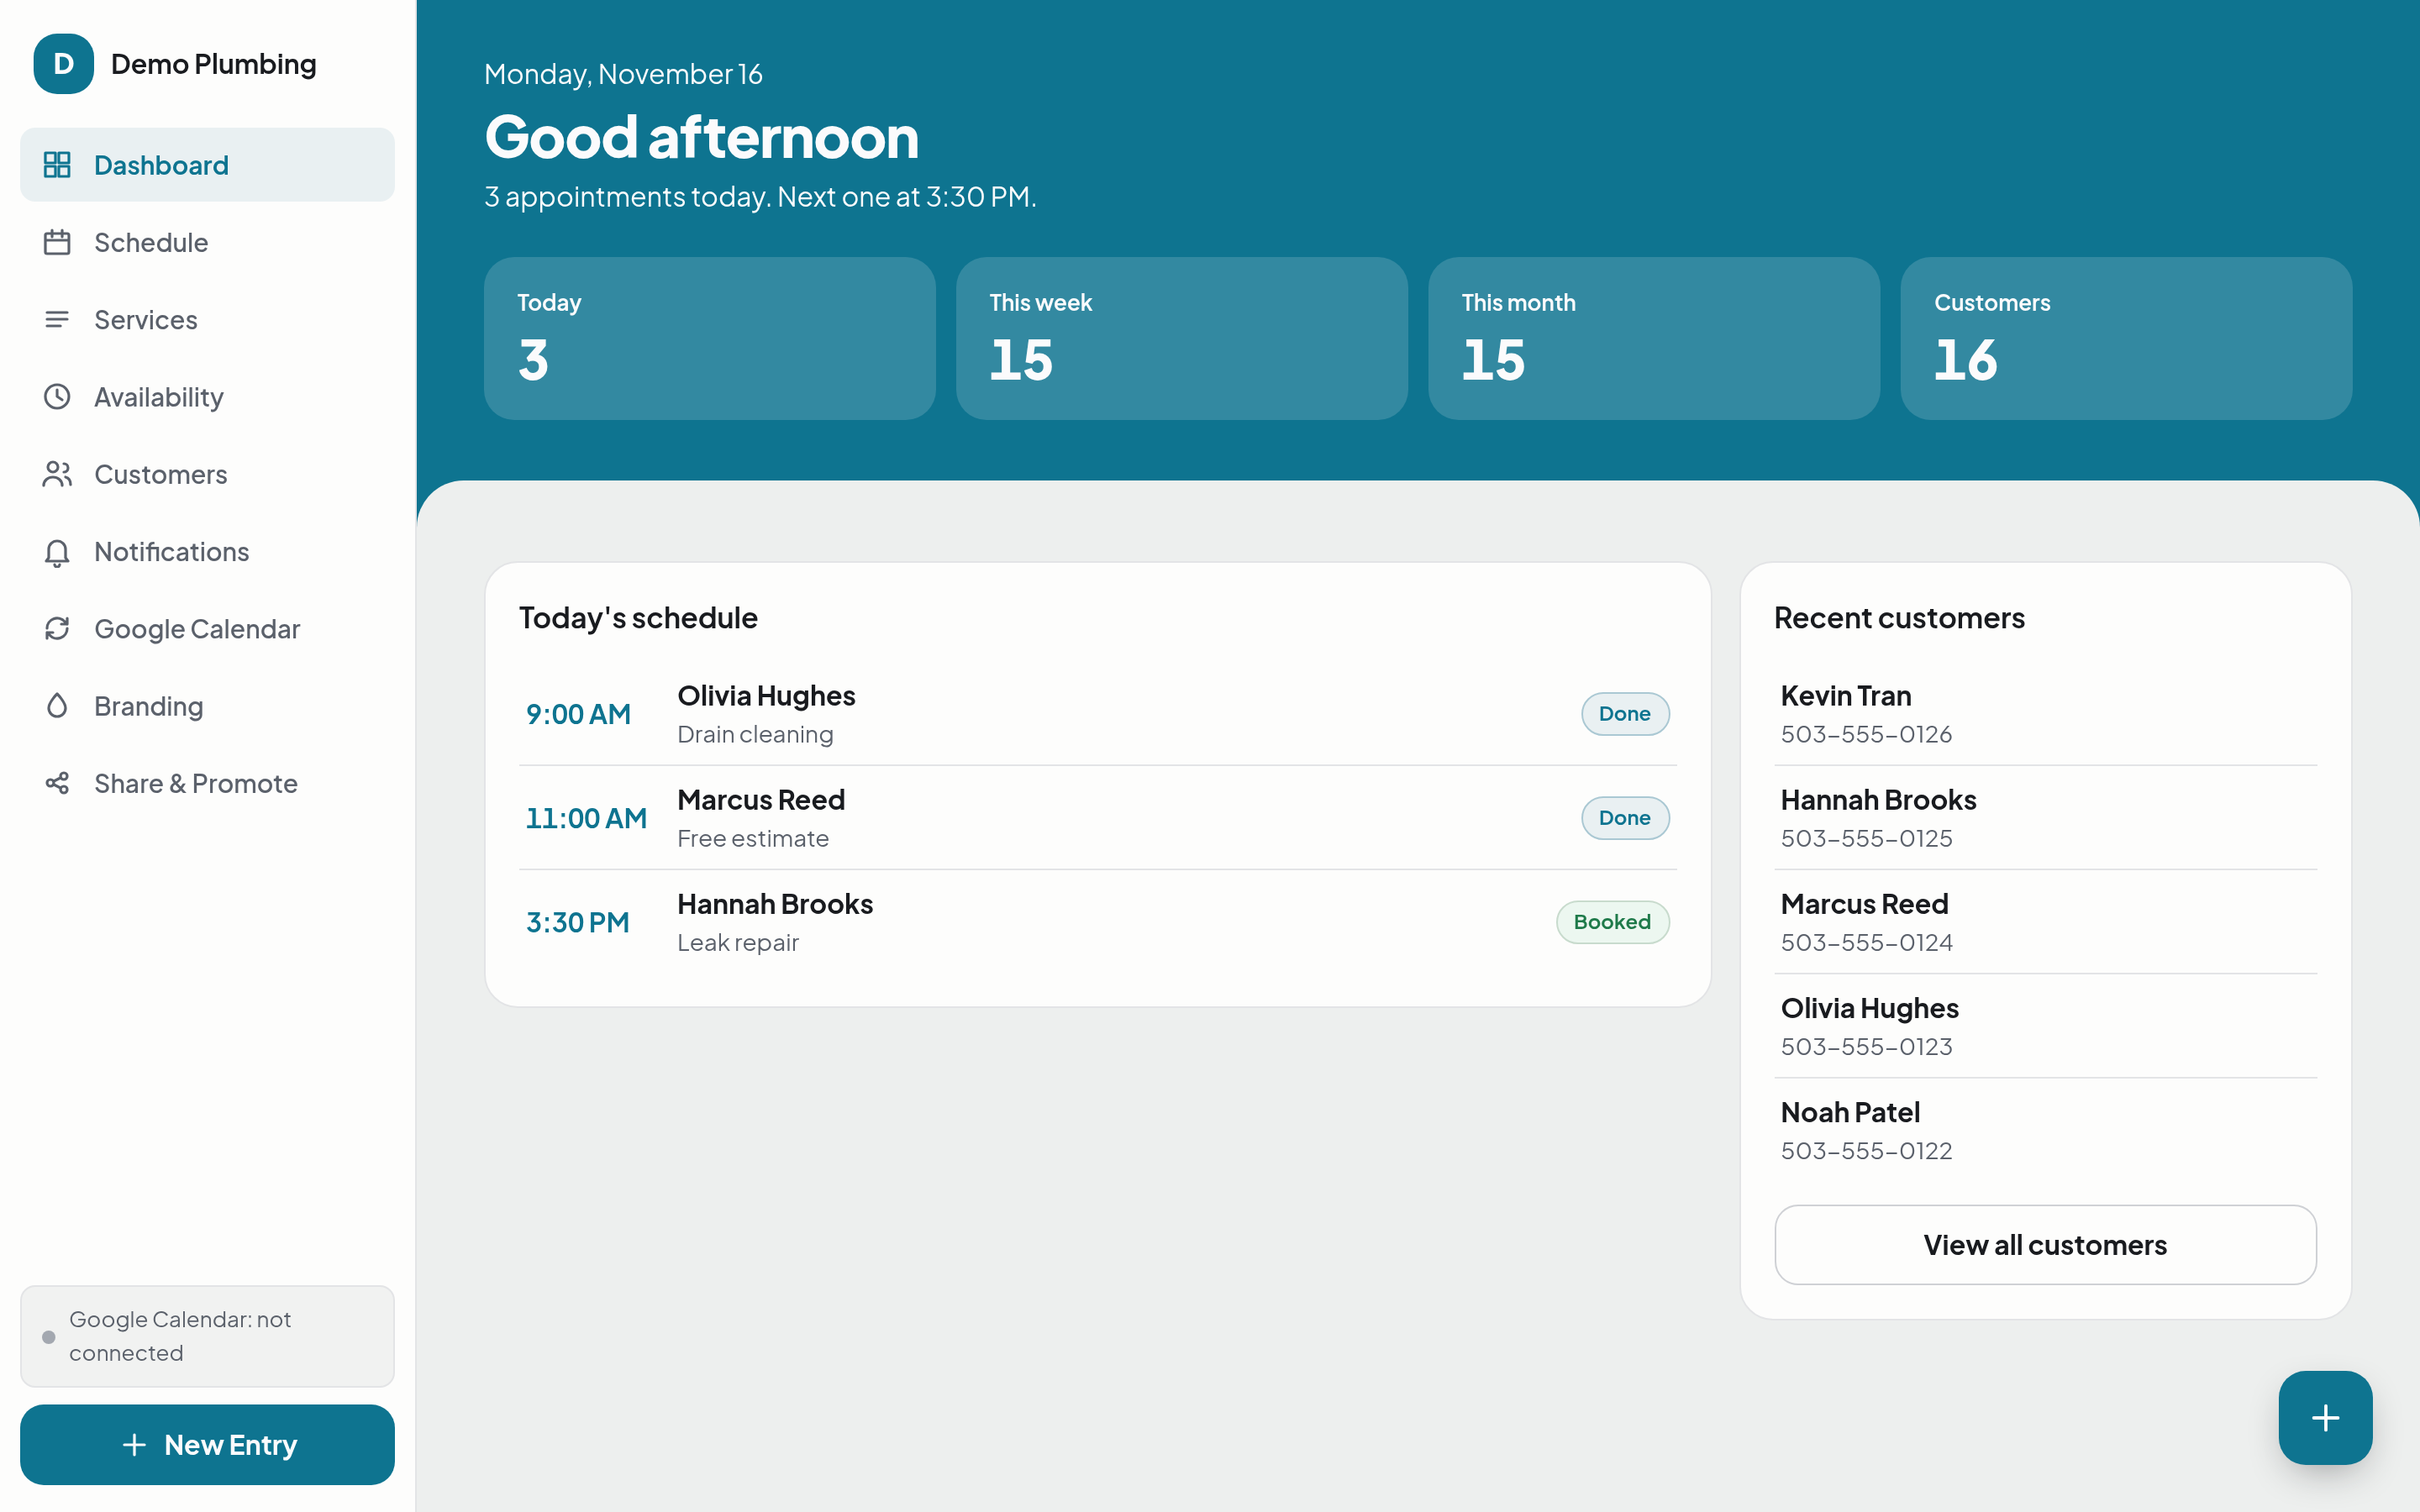 D
Demo Plumbing
Dashboard
Schedule
Services
Availability
Customers
Notifications
Google Calendar
Branding
Share & Promote
Google Calendar: not
connected
New Entry
Monday, November 16
Good afternoon
3 appointments today. Next one at 3:30 PM.
Today
3
This week
15
This month
15
Customers
16
Today's schedule
9:00 AM
Olivia Hughes
Drain cleaning
Done
11:00 AM
Marcus Reed
Free estimate
Done
3:30 PM
Hannah Brooks
Leak repair
Booked
Recent customers
Kevin Tran
503-555-0126
Hannah Brooks
503-555-0125
Marcus Reed
503-555-0124
Olivia Hughes
503-555-0123
Noah Patel
503-555-0122
View all customers